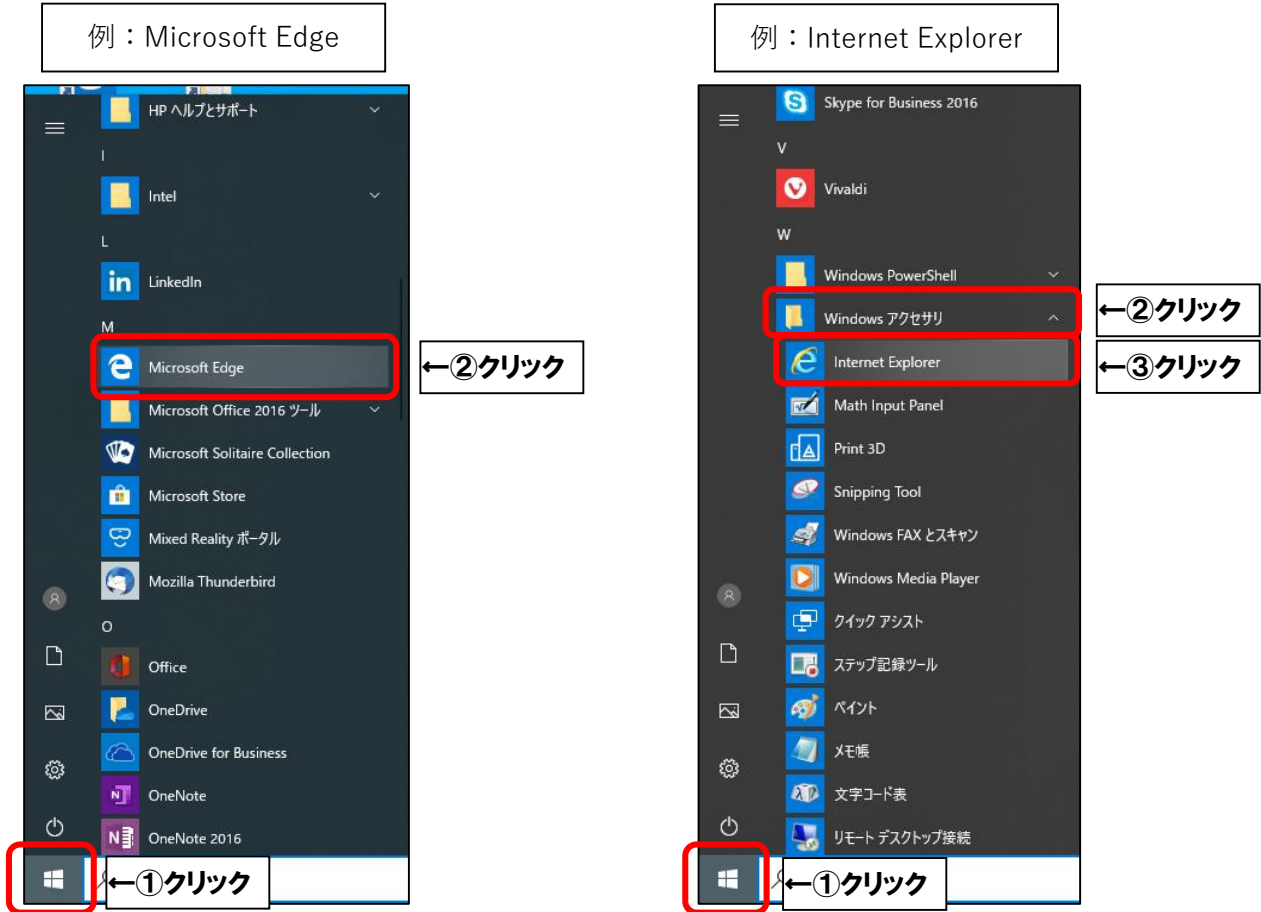 例：Microsoft Edge
HP ヘルプとサポート
I
Intel
L
LinkedIn
M
Microsoft Edge
←②クリック
Microsoft Office 2016 ツール
Microsoft Solitaire Collection
Microsoft Store
Mixed Reality ポータル
Mozilla Thunderbird
O
Office
OneDrive
OneDrive for Business
OneNote
OneNote 2016
←①クリック
例：Internet Explorer
Skype for Business 2016
V
Vivaldi
W
Windows PowerShell
Windows アクセサリ
←②クリック
Internet Explorer
←③クリック
Math Input Panel
Print 3D
Snipping Tool
Windows FAX とスキャン
Windows Media Player
クイック アシスト
ステップ記録ツール
ペイント
メモ帳
文字コード表
リモート デスクトップ接続
←①クリック